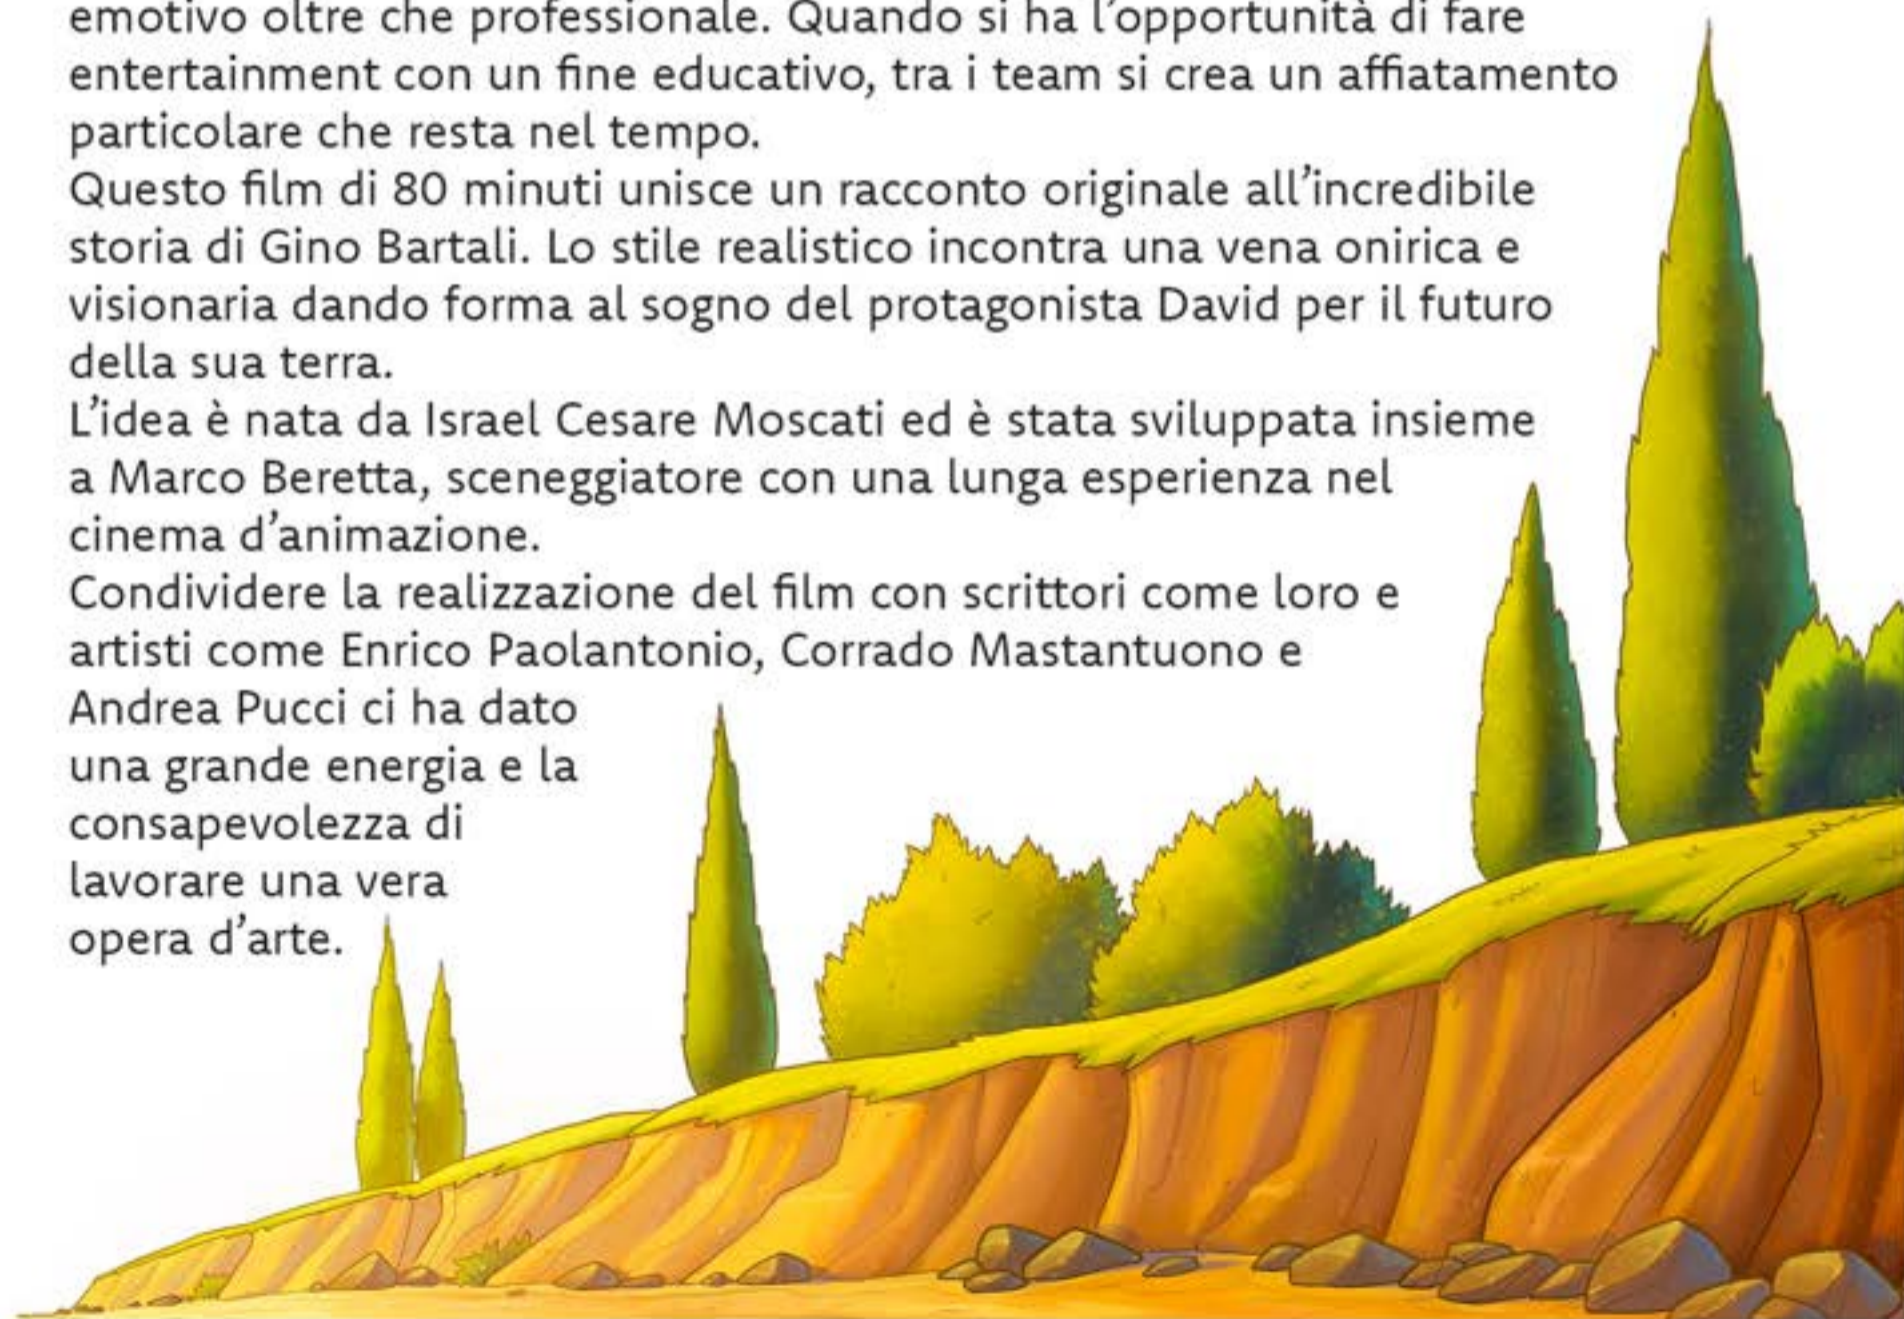 emotivo oltre che professionale. Quando si ha l’opportunità di fare
entertainment con un fine educativo, tra i team si crea un affiatamento
particolare che resta nel tempo.
Questo film di 80 minuti unisce un racconto originale all’incredibile
storia di Gino Bartali. Lo stile realistico incontra una vena onirica e
visionaria dando forma al sogno del protagonista David per il futuro
della sua terra.
L’idea è nata da Israel Cesare Moscati ed è stata sviluppata insieme
a Marco Beretta, sceneggiatore con una lunga esperienza nel
cinema d’animazione.
Condividere la realizzazione del film con scrittori come loro e
artisti come Enrico Paolantonio, Corrado Mastantuono e
Andrea Pucci ci ha dato
una grande energia e la
consapevolezza di
lavorare una vera
opera d’arte.